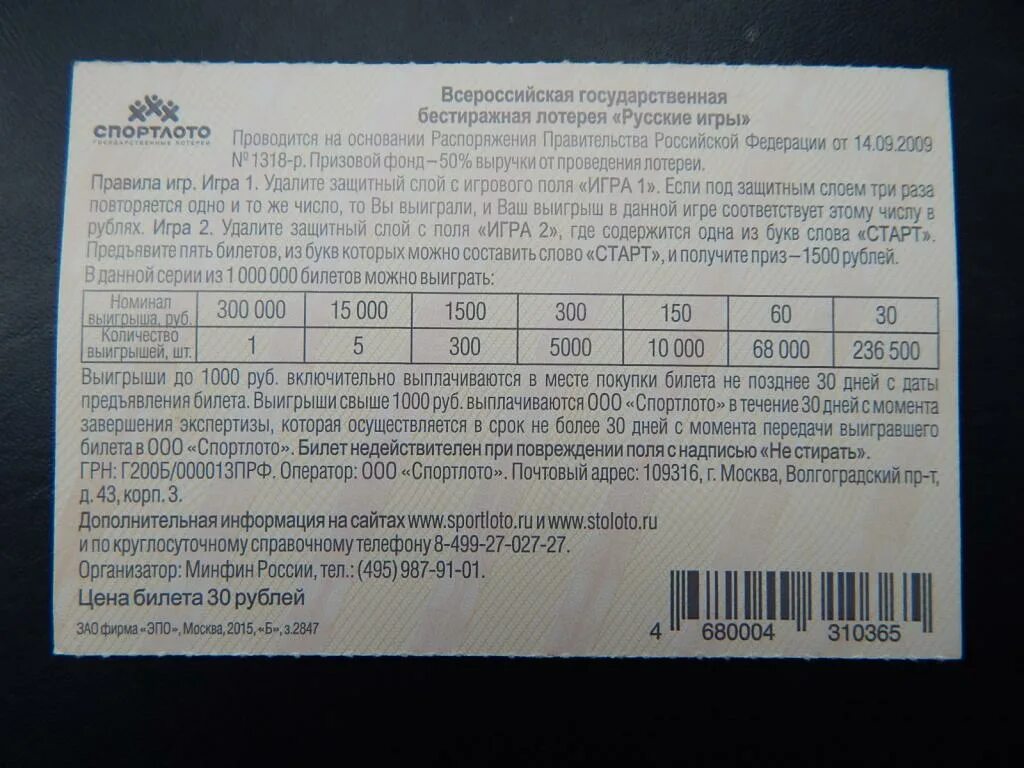 СПОРТЛОТО
ГОСУДАРСТВЕННЫЕ ЛОТЕРЕИ
Всероссийская государственная
бестиражная лотерея «Русские игры»
Проводится на основании Распоряжения Правительства Российской Федерации от 14.09.2009
№1318-р. Призовой фонд – 50% выручки от проведения лотереи.
Правила игр. Игра 1. Удалите защитный слой с игрового поля «ИГРА 1». Если под защитным слоем три раза
повторяется одно и то же число, то Вы выиграли, и Ваш выигрыш в данной игре соответствует этому числу в
рублях. Игра 2. Удалите защитный слой с поля «ИГРА 2», где содержится одна из букв слова «СТАРТ».
Предъявите пять билетов, из букв которых можно составить слово «СТАРТ», и получите приз – 1500 рублей.
В данной серии из 1 000 000 билетов можно выиграть:
Номинал выигрыша, руб. 300 000 15 000 1500 300 150 60 30
Количество выигрышей, шт. 1 5 300 5000 10 000 68 000 236 500
Выигрыши до 1000 руб. включительно выплачиваются в месте покупки билета не позднее 30 дней с даты
предъявления билета. Выигрыши свыше 1000 руб. выплачиваются ООО «Спортлото» в течение 30 дней с момента
завершения экспертизы, которая осуществляется в срок не более 30 дней с момента передачи выигравшего
билета в ООО «Спортлото». Билет недействителен при повреждении поля с надписью «Не стирать».
ГРН: Г200Б/000013ПРФ. Оператор: ООО «Спортлото». Почтовый адрес: 109316, г. Москва, Волгоградский пр-т,
д. 43, корп. 3.
Дополнительная информация на сайтах www.sportloto.ru и www.stoloto.ru
и по круглосуточному справочному телефону 8-499-27-027-27.
Организатор: Минфин России, тел.: (495) 987-91-01.
Цена билета 30 рублей
ЗАО фирма «ЭПО», Москва, 2015, «Б», з.2847
4 680004 310365